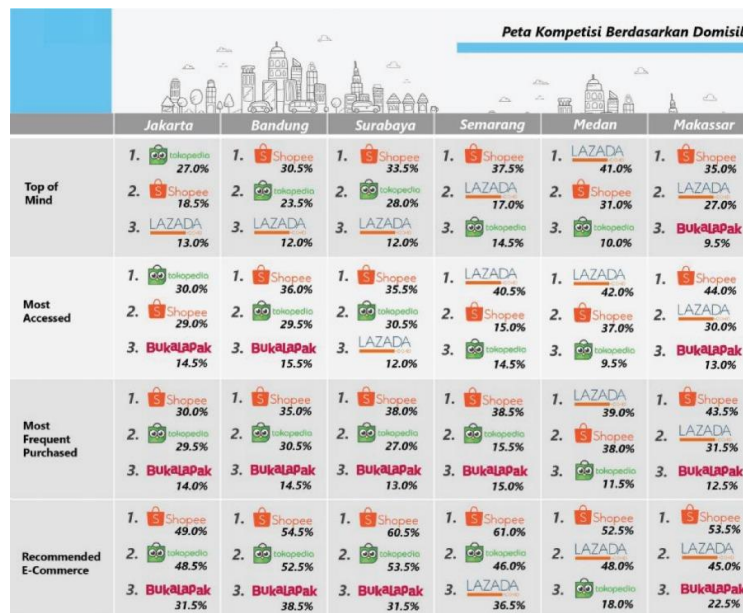 Peta Kompetisi Berdasarkan Domisil
Jakarta Bandung Surabaya Semarang Medan Makassar
Top of Mind
1. tokopedia 27.0% 1. Shopee 30.5% 1. Shopee 33.5% 1. Shopee 37.5% 1. LAZADA 41.0% 1. Shopee 35.0%
2. Shopee 18.5% 2. tokopedia 23.5% 2. tokopedia 28.0% 2. LAZADA 17.0% 2. Shopee 31.0% 2. LAZADA 27.0%
3. LAZADA 13.0% 3. LAZADA 12.0% 3. LAZADA 12.0% 3. tokopedia 14.5% 3. tokopedia 10.0% 3. BUKALAPAK 9.5%
Most Accessed
1. tokopedia 30.0% 1. Shopee 36.0% 1. Shopee 35.5% 1. LAZADA 40.5% 1. LAZADA 42.0% 1. Shopee 44.0%
2. Shopee 29.0% 2. tokopedia 29.5% 2. tokopedia 30.5% 2. Shopee 15.0% 2. Shopee 37.0% 2. LAZADA 30.0%
3. BUKALAPAK 14.5% 3. BUKALAPAK 15.5% 3. LAZADA 12.0% 3. tokopedia 14.5% 3. tokopedia 9.5% 3. BUKALAPAK 13.0%
Most Frequent Purchased
1. Shopee 30.0% 1. Shopee 35.0% 1. Shopee 38.0% 1. Shopee 38.5% 1. LAZADA 39.0% 1. Shopee 43.5%
2. tokopedia 29.5% 2. tokopedia 30.5% 2. tokopedia 27.0% 2. tokopedia 15.5% 2. Shopee 38.0% 2. LAZADA 31.5%
3. BUKALAPAK 14.0% 3. BUKALAPAK 14.5% 3. BUKALAPAK 13.0% 3. BUKALAPAK 15.0% 3. tokopedia 11.5% 3. BUKALAPAK 12.5%
Recommended E-Commerce
1. Shopee 49.0% 1. Shopee 54.5% 1. Shopee 60.5% 1. Shopee 61.0% 1. Shopee 52.5% 1. Shopee 53.5%
2. tokopedia 48.5% 2. tokopedia 52.5% 2. tokopedia 53.5% 2. tokopedia 46.0% 2. LAZADA 48.0% 2. LAZADA 45.0%
3. BUKALAPAK 31.5% 3. BUKALAPAK 38.5% 3. BUKALAPAK 31.5% 3. LAZADA 36.5% 3. tokopedia 18.0% 3. BUKALAPAK 22.5%